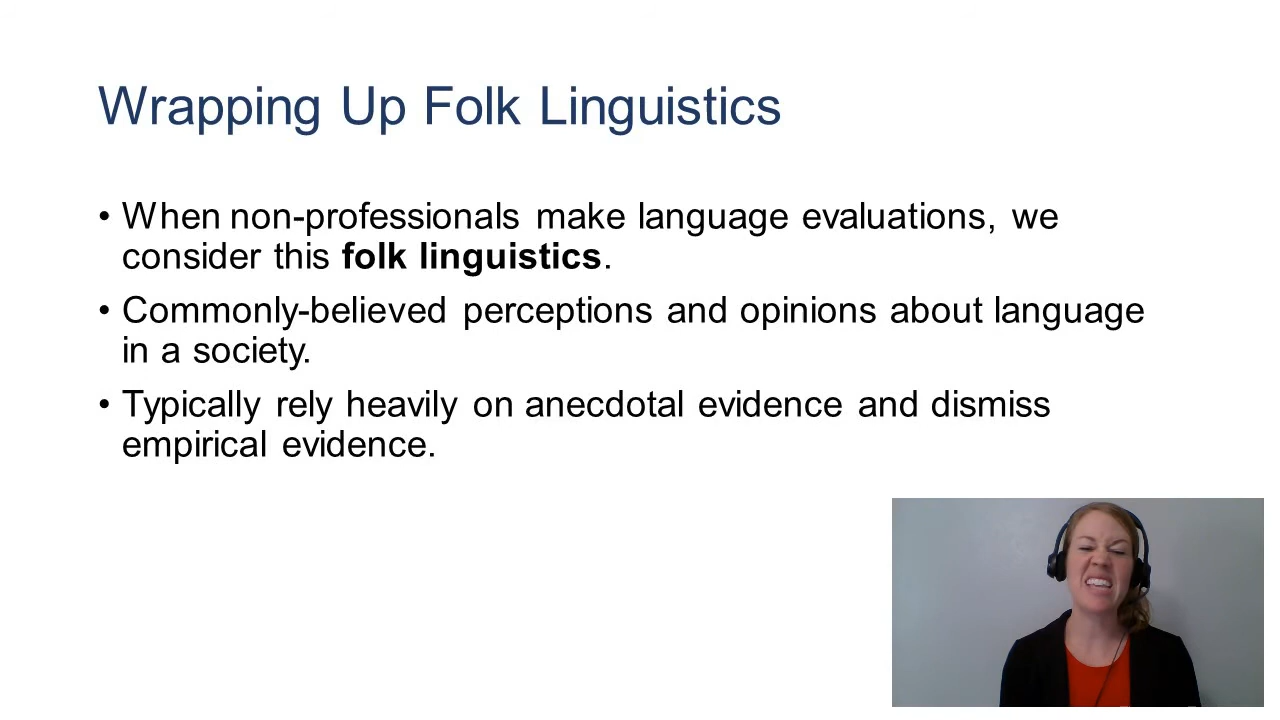 Wrapping Up Folk Linguistics
• When non-professionals make language evaluations, we
consider this folk linguistics.
• Commonly-believed perceptions and opinions about language
in a society.
• Typically rely heavily on anecdotal evidence and dismiss
empirical evidence.